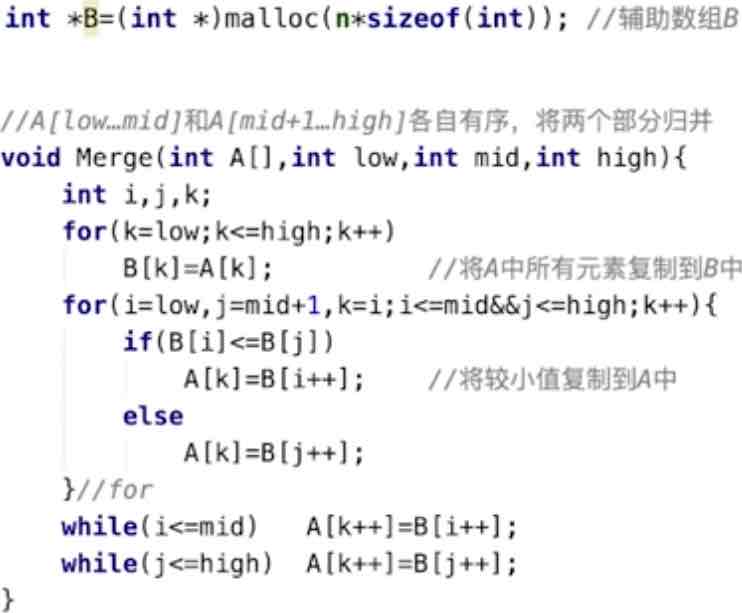 int *B=(int *)malloc(n*sizeof(int)); //辅助数组B
//A[low…mid]和A[mid+1…high]各自有序，将两个部分归并
void Merge(int A[],int low,int mid,int high){
    int i,j,k;
    for(k=low;k<=high;k++)
        B[k]=A[k];          //将A中所有元素复制到B中
    for(i=low,j=mid+1,k=i;i<=mid&&j<=high;k++){
        if(B[i]<=B[j])
            A[k]=B[i++];    //将较小值复制到A中
        else
            A[k]=B[j++];
    }//for
    while(i<=mid)   A[k++]=B[i++];
    while(j<=high)  A[k++]=B[j++];
}